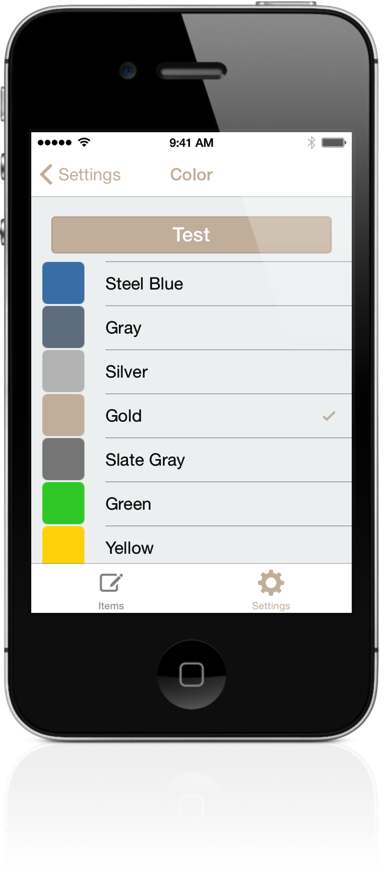 9:41 AM
Settings Color
Test
Steel Blue
Gray
Silver
Gold
Slate Gray
Green
Yellow
Items Settings